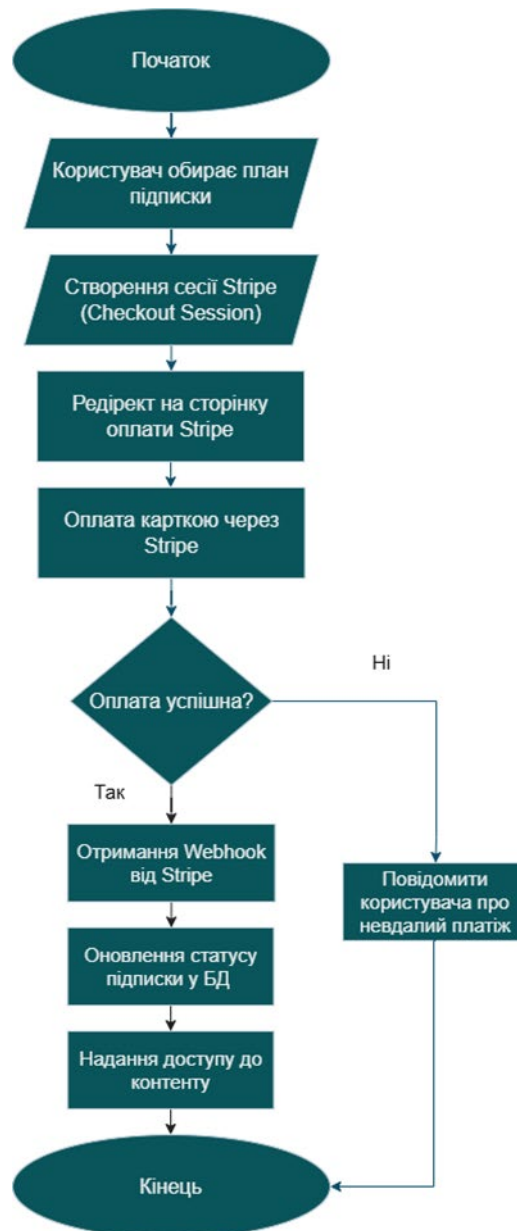 Початок
Користувач обирає план
підписки
Створення сесії Stripe
(Checkout Session)
Редірект на сторінку
оплати Stripe
Оплата карткою через
Stripe
Оплата успішна?
Ні
Так
Отримання Webhook
від Stripe
Повідомити
користувача про
невдалий платіж
Оновлення статусу
підписки у БД
Надання доступу до
контенту
Кінець